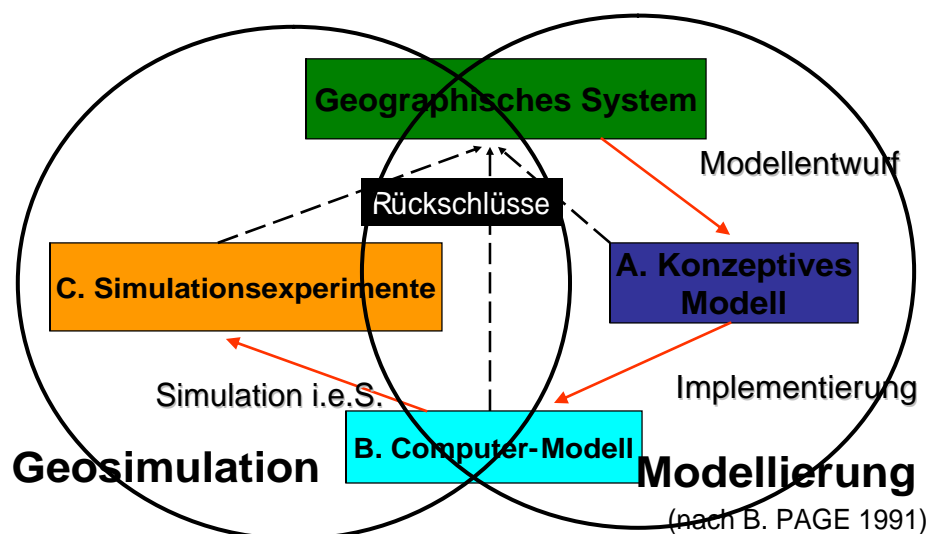 Geographisches System
Modellentwurf
Rückschlüsse
A. Konzeptives
Modell
C. Simulationsexperimente
Simulation i.e.S.
Implementierung
B. Computer-Modell
Geosimulation
Modellierung
(nach B. PAGE 1991)